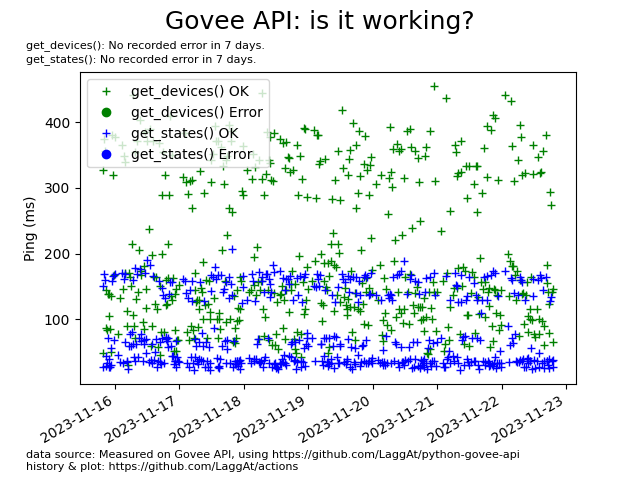 Govee API: is it working?
get_devices(): No recorded error in 7 days.
get_states(): No recorded error in 7 days.
get_devices() OK
get_devices() Error
get_states() OK
get_states() Error
Ping (ms)
400
300
200
100
2023-11-16
2023-11-17
2023-11-18
2023-11-19
2023-11-20
2023-11-21
2023-11-22
2023-11-23
data source: Measured on Govee API, using https://github.com/LaggAt/python-govee-api
history & plot: https://github.com/LaggAt/actions